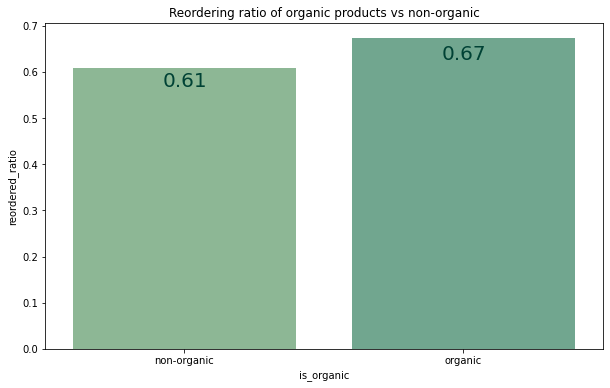 Reordering ratio of organic products vs non-organic
0.7
0.6
0.5
0.4
0.3
0.2
0.1
0.0
reordered_ratio
0.61
0.67
non-organic
organic
is_organic